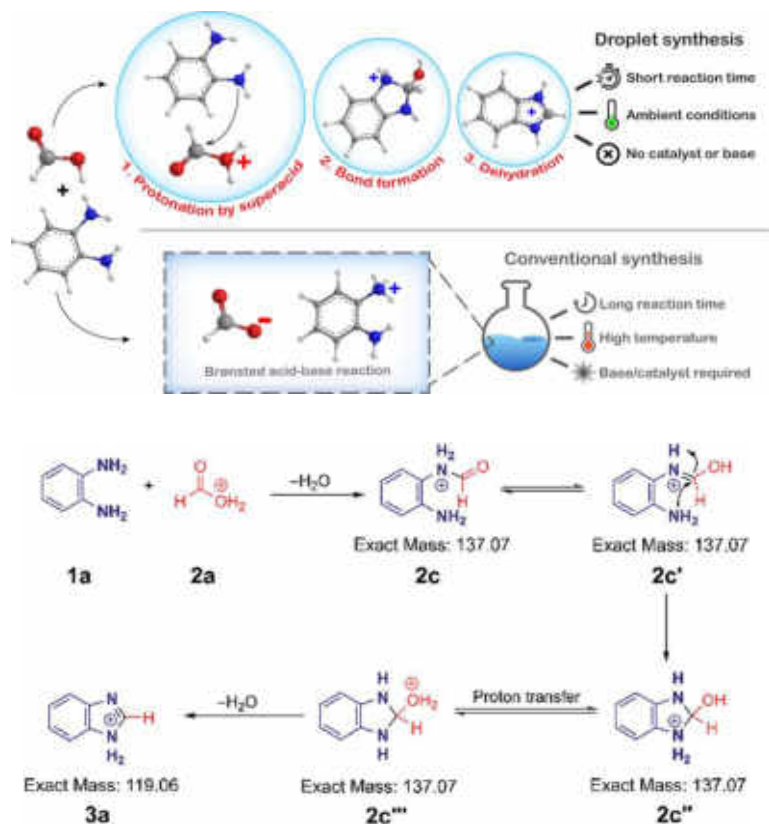 Droplet synthesis
Short reaction time
Ambient conditions
No catalyst or base
1. Protonation by superacid
2. Bond formation
3. Dehydration
+
+
+
+
Conventional synthesis
Long reaction time
High temperature
Base/catalyst required
−
+
Brønsted acid-base reaction
NH2
NH2
+
O
H
OH2
–H2O
H2
N
O
H
NH2
H
N
OH
H
NH2
Exact Mass: 137.07
Exact Mass: 137.07
1a
2a
2c
2c'
N
H
N
H2
–H2O
H
N
OH2
H
N
H
Proton transfer
H
N
OH
H
N
H2
Exact Mass: 119.06
Exact Mass: 137.07
Exact Mass: 137.07
3a
2c'''
2c''